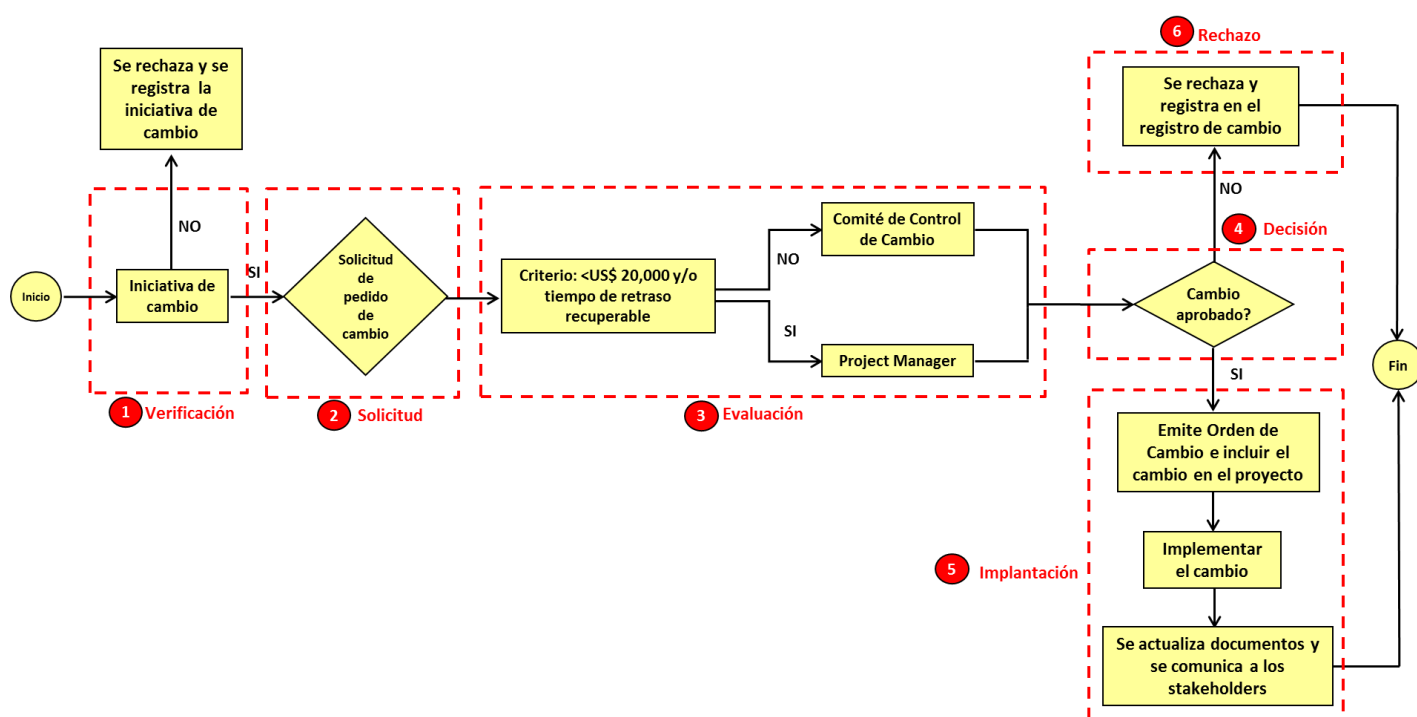 6 Rechazo
Se rechaza y se
registra la
iniciativa de
cambio
Se rechaza y
registra en el
registro de cambio
NO
NO
4 Decisión
Inicio
Iniciativa de
cambio
SI
Solicitud
de
pedido
de
cambio
Criterio: <US$ 20,000 y/o
tiempo de retraso
recuperable
NO
SI
Comité de Control
de Cambio
Project Manager
Cambio
aprobado?
SI
Fin
1 Verificación
2 Solicitud
3 Evaluación
Emite Orden de
Cambio e incluir el
cambio en el proyecto
Implementar
el cambio
5 Implantación
Se actualiza documentos y
se comunica a los
stakeholders